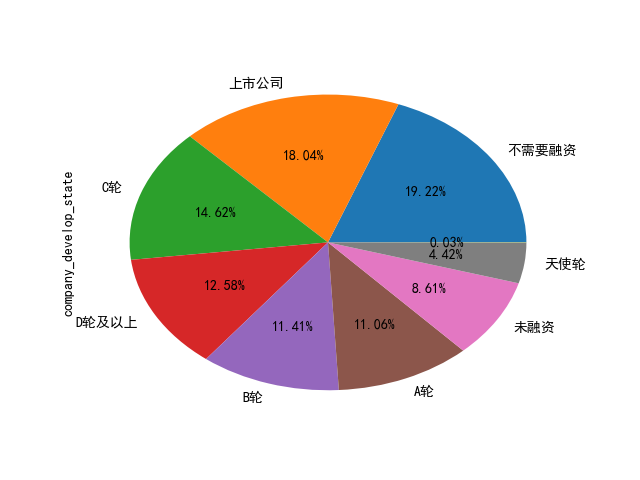 上市公司
不需要融资
18.04%
C轮
19.22%
14.62%
company_develop_state
0.03%
4.42%
天使轮
12.58%
8.61%
D轮及以上
11.41%
11.06%
未融资
B轮
A轮